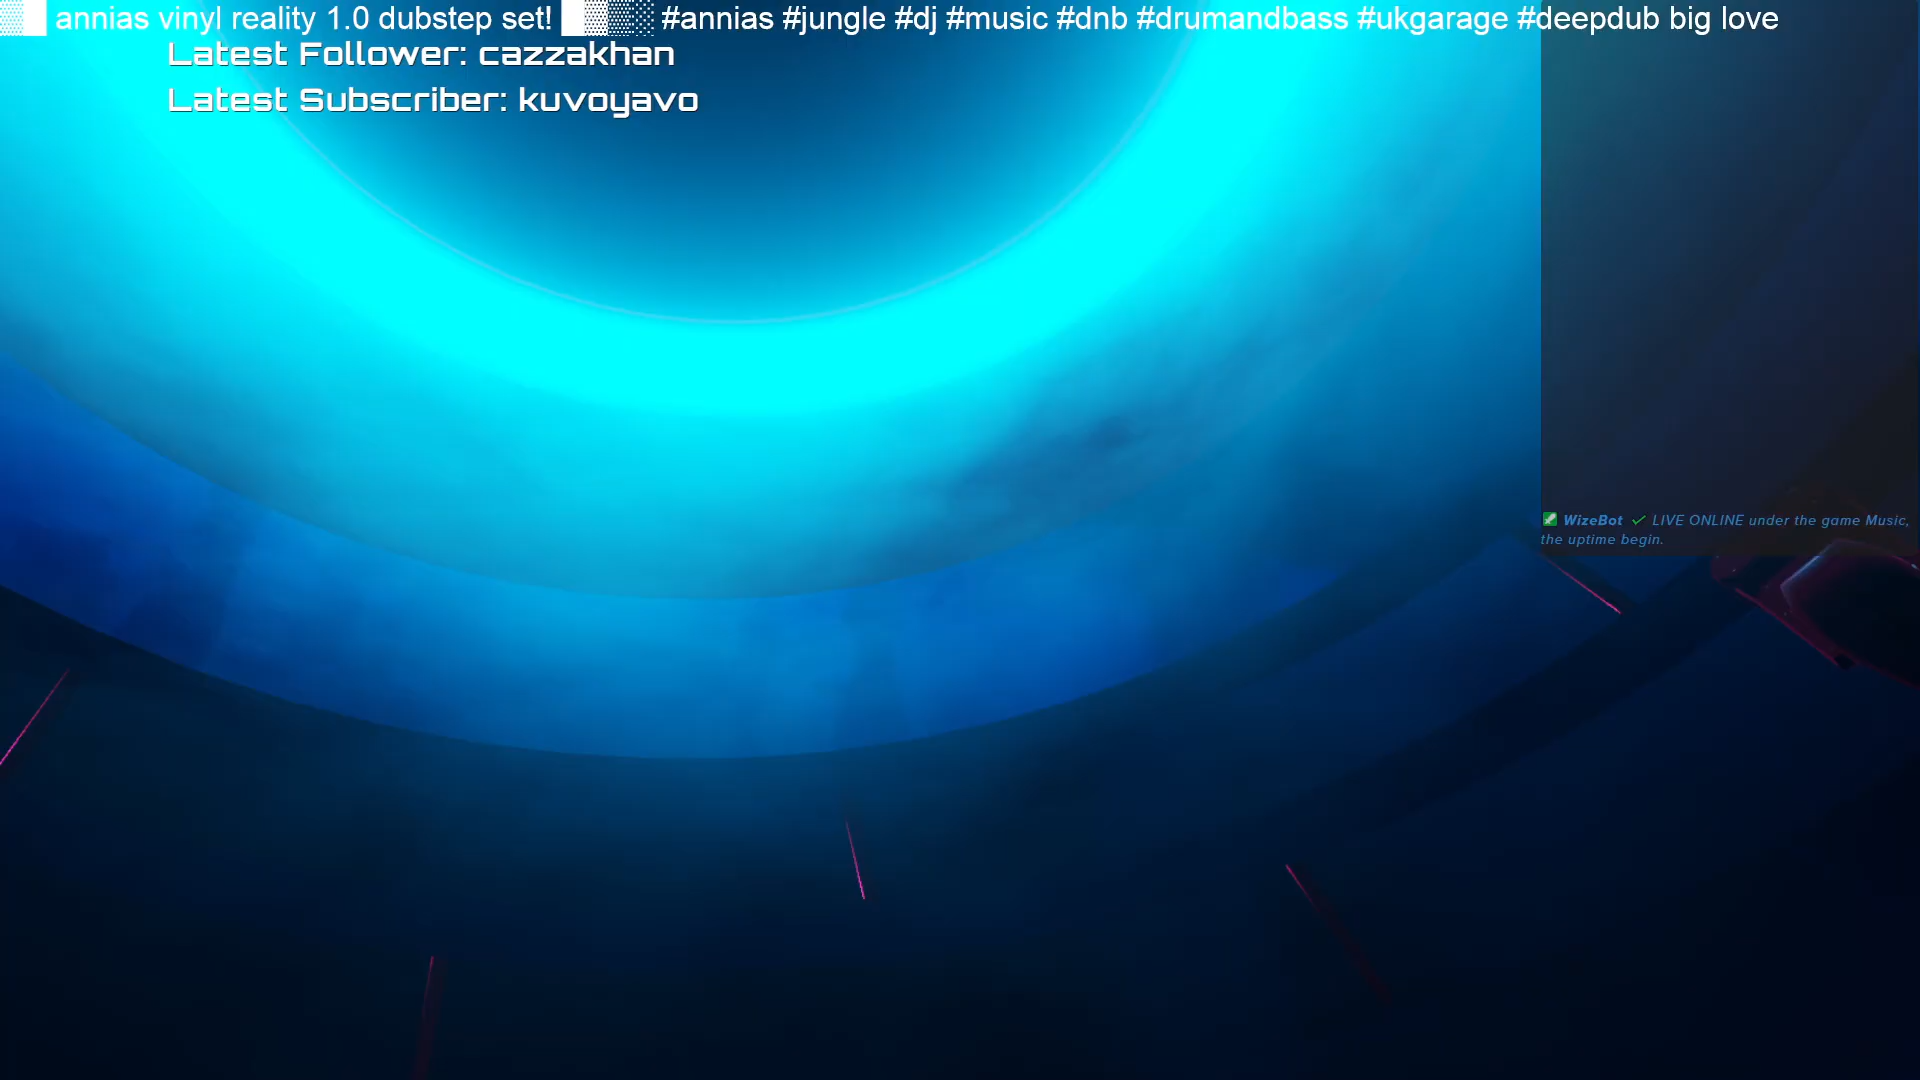 ░▒▓█ annias vinyl reality 1.0 dubstep set! █▓▒░ #annias #jungle #dj #music #dnb #drumandbass #ukgarage #deepdub big love
Latest Follower: cazzakhan
Latest Subscriber: kuvoyavo
WizeBot ✓ LIVE ONLINE under the game Music,
the uptime begin.